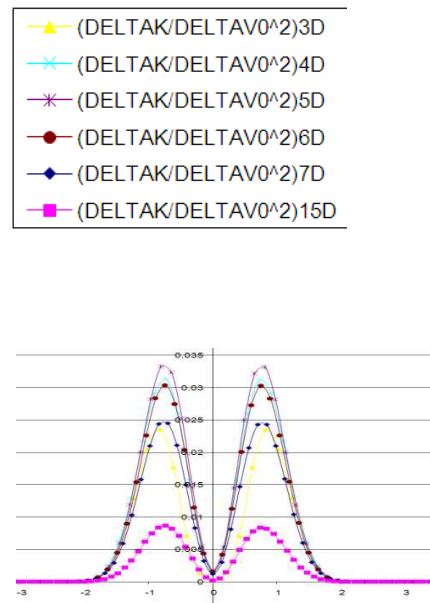 (DELTAK/DELTAV0^2)3D
(DELTAK/DELTAV0^2)4D
(DELTAK/DELTAV0^2)5D
(DELTAK/DELTAV0^2)6D
(DELTAK/DELTAV0^2)7D
(DELTAK/DELTAV0^2)15D
0,035
0,03
0,025
0,02
0,015
0,01
0,005
-3 -2 -1 0 1 2 3